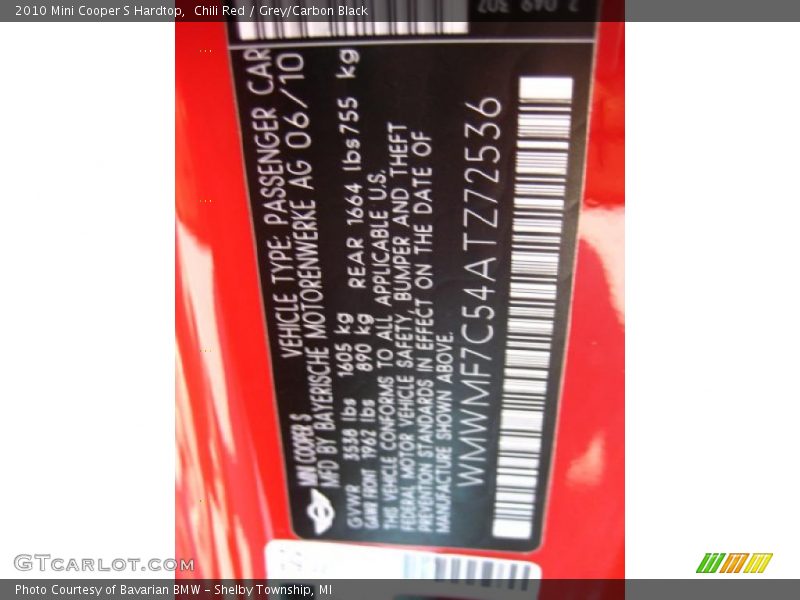 2010 Mini Cooper S Hardtop,  Chili Red / Grey/Carbon Black
MINI COOPER S VEHICLE TYPE: PASSENGER CAR
MFD BY BAYERISCHE MOTORENWERKE AG 06/10
GVWR 3538 lbs 1605 kg
GAWR FRONT 1962 lbs 890 kg REAR 1664 lbs 755 kg
THIS VEHICLE CONFORMS TO ALL APPLICABLE U.S.
FEDERAL MOTOR VEHICLE SAFETY, BUMPER AND THEFT
PREVENTION STANDARDS IN EFFECT ON THE DATE OF
MANUFACTURE SHOWN ABOVE.
WMWMF7C54ATZ72536
GTCarLot.com
Photo Courtesy of Bavarian BMW - Shelby Township, MI